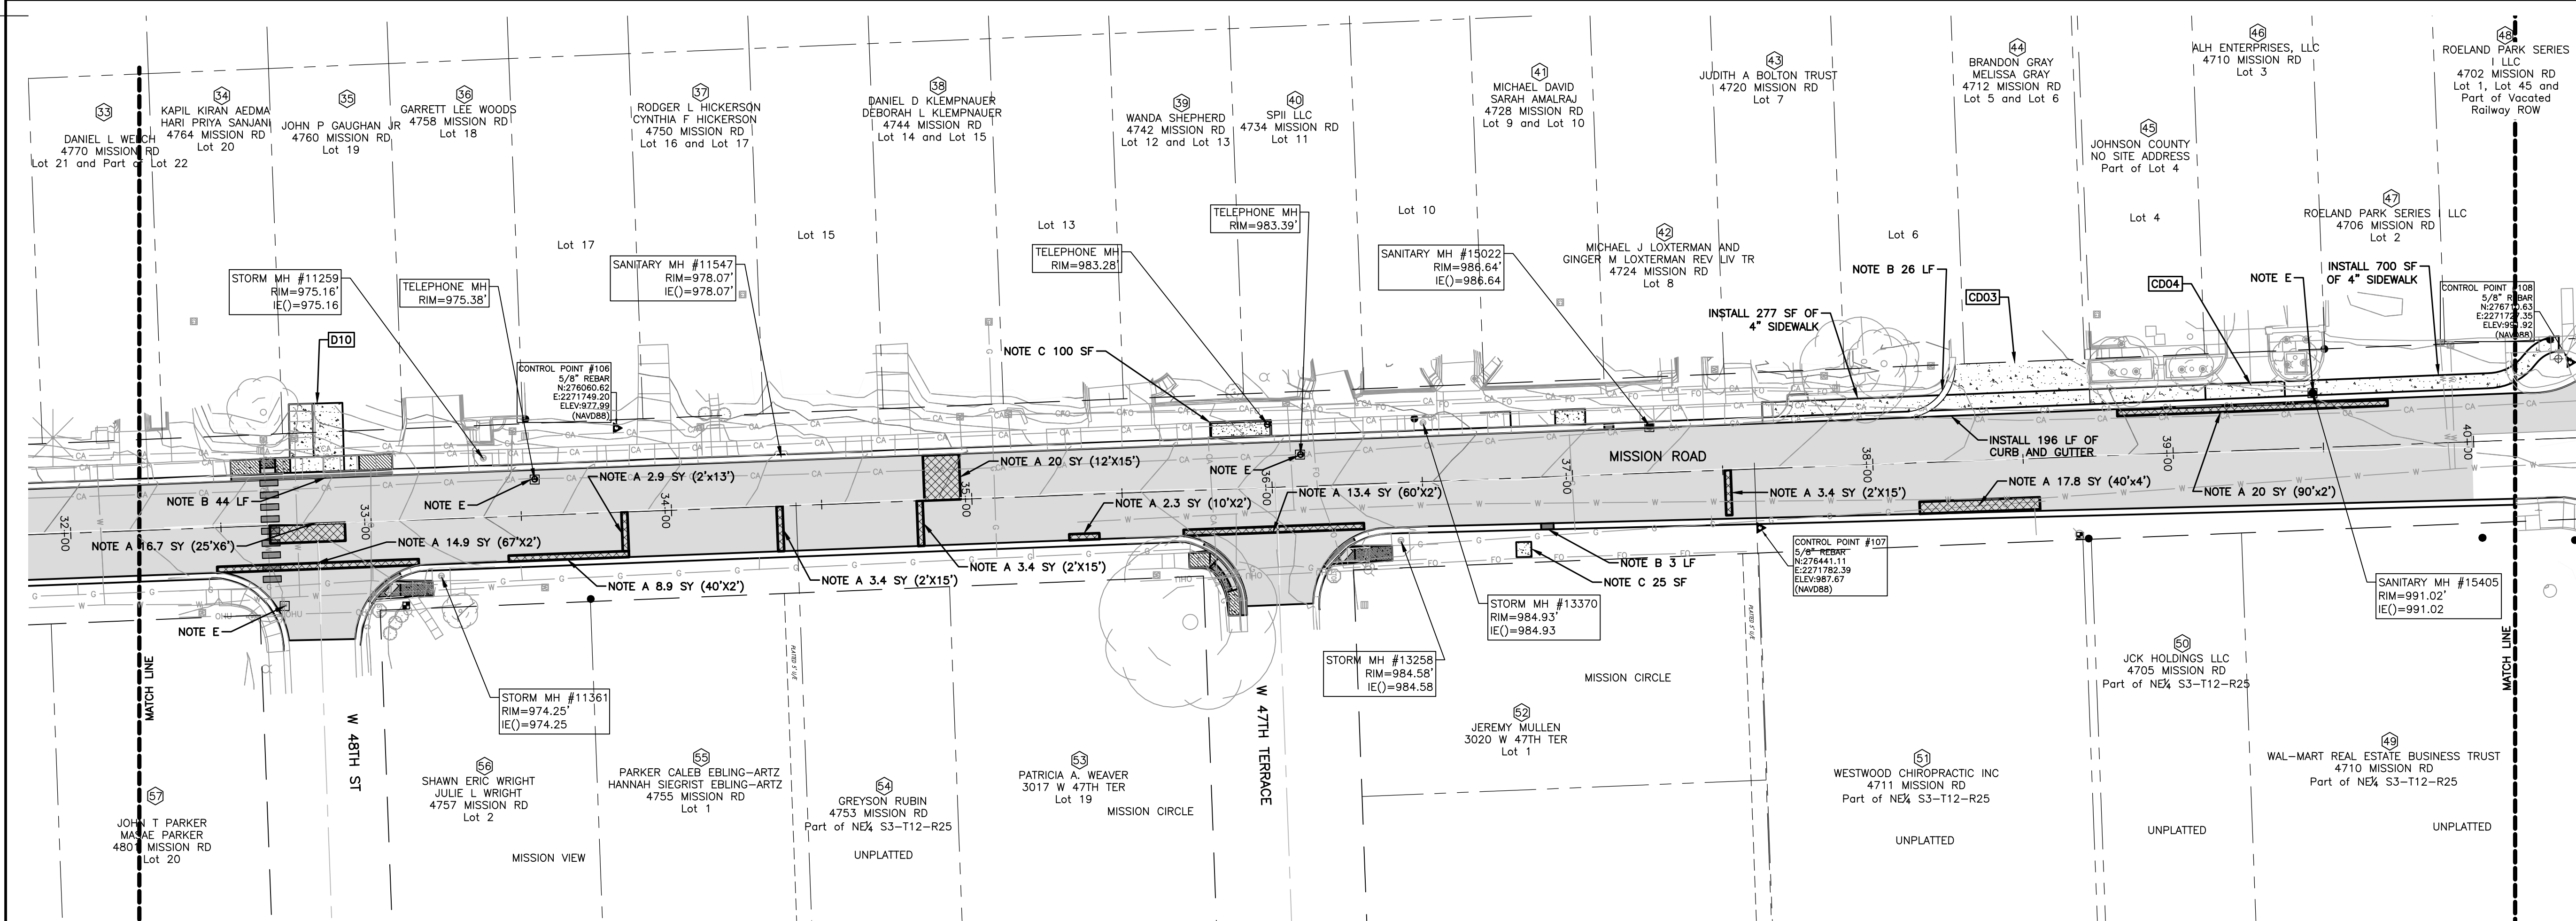 33
DANIEL L WELCH
4770 MISSION RD
Lot 21 and Part of Lot 22
34
KAPIL KIRAN AEDMA
HARI PRIYA SANJANI
4764 MISSION RD
Lot 20
35
JOHN P GAUGHAN JR
4760 MISSION RD
Lot 19
36
GARRETT LEE WOODS
4758 MISSION RD
Lot 18
37
RODGER L HICKERSON
CYNTHIA F HICKERSON
4750 MISSION RD
Lot 16 and Lot 17
38
DANIEL D KLEMPNAUER
DEBORAH L KLEMPNAUER
4744 MISSION RD
Lot 14 and Lot 15
39
WANDA SHEPHERD
4742 MISSION RD
Lot 12 and Lot 13
40
SPII LLC
4734 MISSION RD
Lot 11
41
MICHAEL DAVID
SARAH AMALRAJ
4728 MISSION RD
Lot 9 and Lot 10
43
JUDITH A BOLTON TRUST
4720 MISSION RD
Lot 7
44
BRANDON GRAY
MELISSA GRAY
4712 MISSION RD
Lot 5 and Lot 6
46
ALH ENTERPRISES, LLC
4710 MISSION RD
Lot 3
48
ROELAND PARK SERIES
I LLC
4702 MISSION RD
Lot 1, Lot 45 and
Part of Vacated
Railway ROW
45
JOHNSON COUNTY
NO SITE ADDRESS
Part of Lot 4
47
ROELAND PARK SERIES I LLC
4706 MISSION RD
Lot 2
42
MICHAEL J LOXTERMAN AND
GINGER M LOXTERMAN REV LIV TR
4724 MISSION RD
Lot 8
Lot 17
Lot 15
Lot 13
Lot 10
Lot 6
Lot 4
STORM MH #11259
RIM=975.16'
IE()=975.16
TELEPHONE MH
RIM=975.38'
SANITARY MH #11547
RIM=978.07'
IE()=978.07'
TELEPHONE MH
RIM=983.28'
TELEPHONE MH
RIM=983.39'
SANITARY MH #15022
RIM=986.64'
IE()=986.64
D10
CONTROL POINT #106
5/8" REBAR
N:276060.62
E:2271749.20
ELEV:977.99
(NAVD88)
NOTE C 100 SF
INSTALL 277 SF OF
4" SIDEWALK
NOTE B 26 LF
CD03
CD04
NOTE E
INSTALL 700 SF
OF 4" SIDEWALK
CONTROL POINT #108
5/8" REBAR
ELEV:991.92
(NAVD88)
MISSION ROAD
INSTALL 196 LF OF
CURB AND GUTTER
NOTE B 44 LF
NOTE E
NOTE A 2.9 SY (2'x13')
NOTE A 20 SY (12'X15')
NOTE E
NOTE A 2.3 SY (10'X2')
NOTE A 13.4 SY (60'X2')
NOTE A 3.4 SY (2'X15')
NOTE A 17.8 SY (40'x4')
NOTE A 20 SY (90'x2')
32+00
33+00
34+00
35+00
36+00
37+00
38+00
39+00
40+00
NOTE A 16.7 SY (25'X6')
NOTE A 14.9 SY (67'X2')
NOTE A 8.9 SY (40'X2')
NOTE A 3.4 SY (2'X15')
NOTE A 3.4 SY (2'X15')
NOTE B 3 LF
NOTE C 25 SF
CONTROL POINT #107
5/8" REBAR
N:276441.11
E:2271782.39
ELEV:987.67
(NAVD88)
NOTE E
OHU
OHU
STORM MH #11361
RIM=974.25'
IE()=974.25
STORM MH #13370
RIM=984.93'
IE()=984.93
STORM MH #13258
RIM=984.58'
IE()=984.58
SANITARY MH #15405
RIM=991.02'
IE()=991.02
PLATTED 5' U/E
PLATTED 5' U/E
MATCH LINE
W 48TH ST
W 47TH TERRACE
MATCH LINE
57
JOHN T PARKER
MASAE PARKER
4801 MISSION RD
Lot 20
56
SHAWN ERIC WRIGHT
JULIE L WRIGHT
4757 MISSION RD
Lot 2
MISSION VIEW
55
PARKER CALEB EBLING-ARTZ
HANNAH SIEGRIST EBLING-ARTZ
4755 MISSION RD
Lot 1
54
GREYSON RUBIN
4753 MISSION RD
Part of NE¼ S3-T12-R25
UNPLATTED
53
PATRICIA A. WEAVER
3017 W 47TH TER
Lot 19
MISSION CIRCLE
MISSION CIRCLE
52
JEREMY MULLEN
3020 W 47TH TER
Lot 1
51
WESTWOOD CHIROPRACTIC INC
4711 MISSION RD
Part of NE¼ S3-T12-R25
UNPLATTED
50
JCK HOLDINGS LLC
4705 MISSION RD
Part of NE¼ S3-T12-R25
UNPLATTED
49
WAL-MART REAL ESTATE BUSINESS TRUST
4710 MISSION RD
Part of NE¼ S3-T12-R25
UNPLATTED